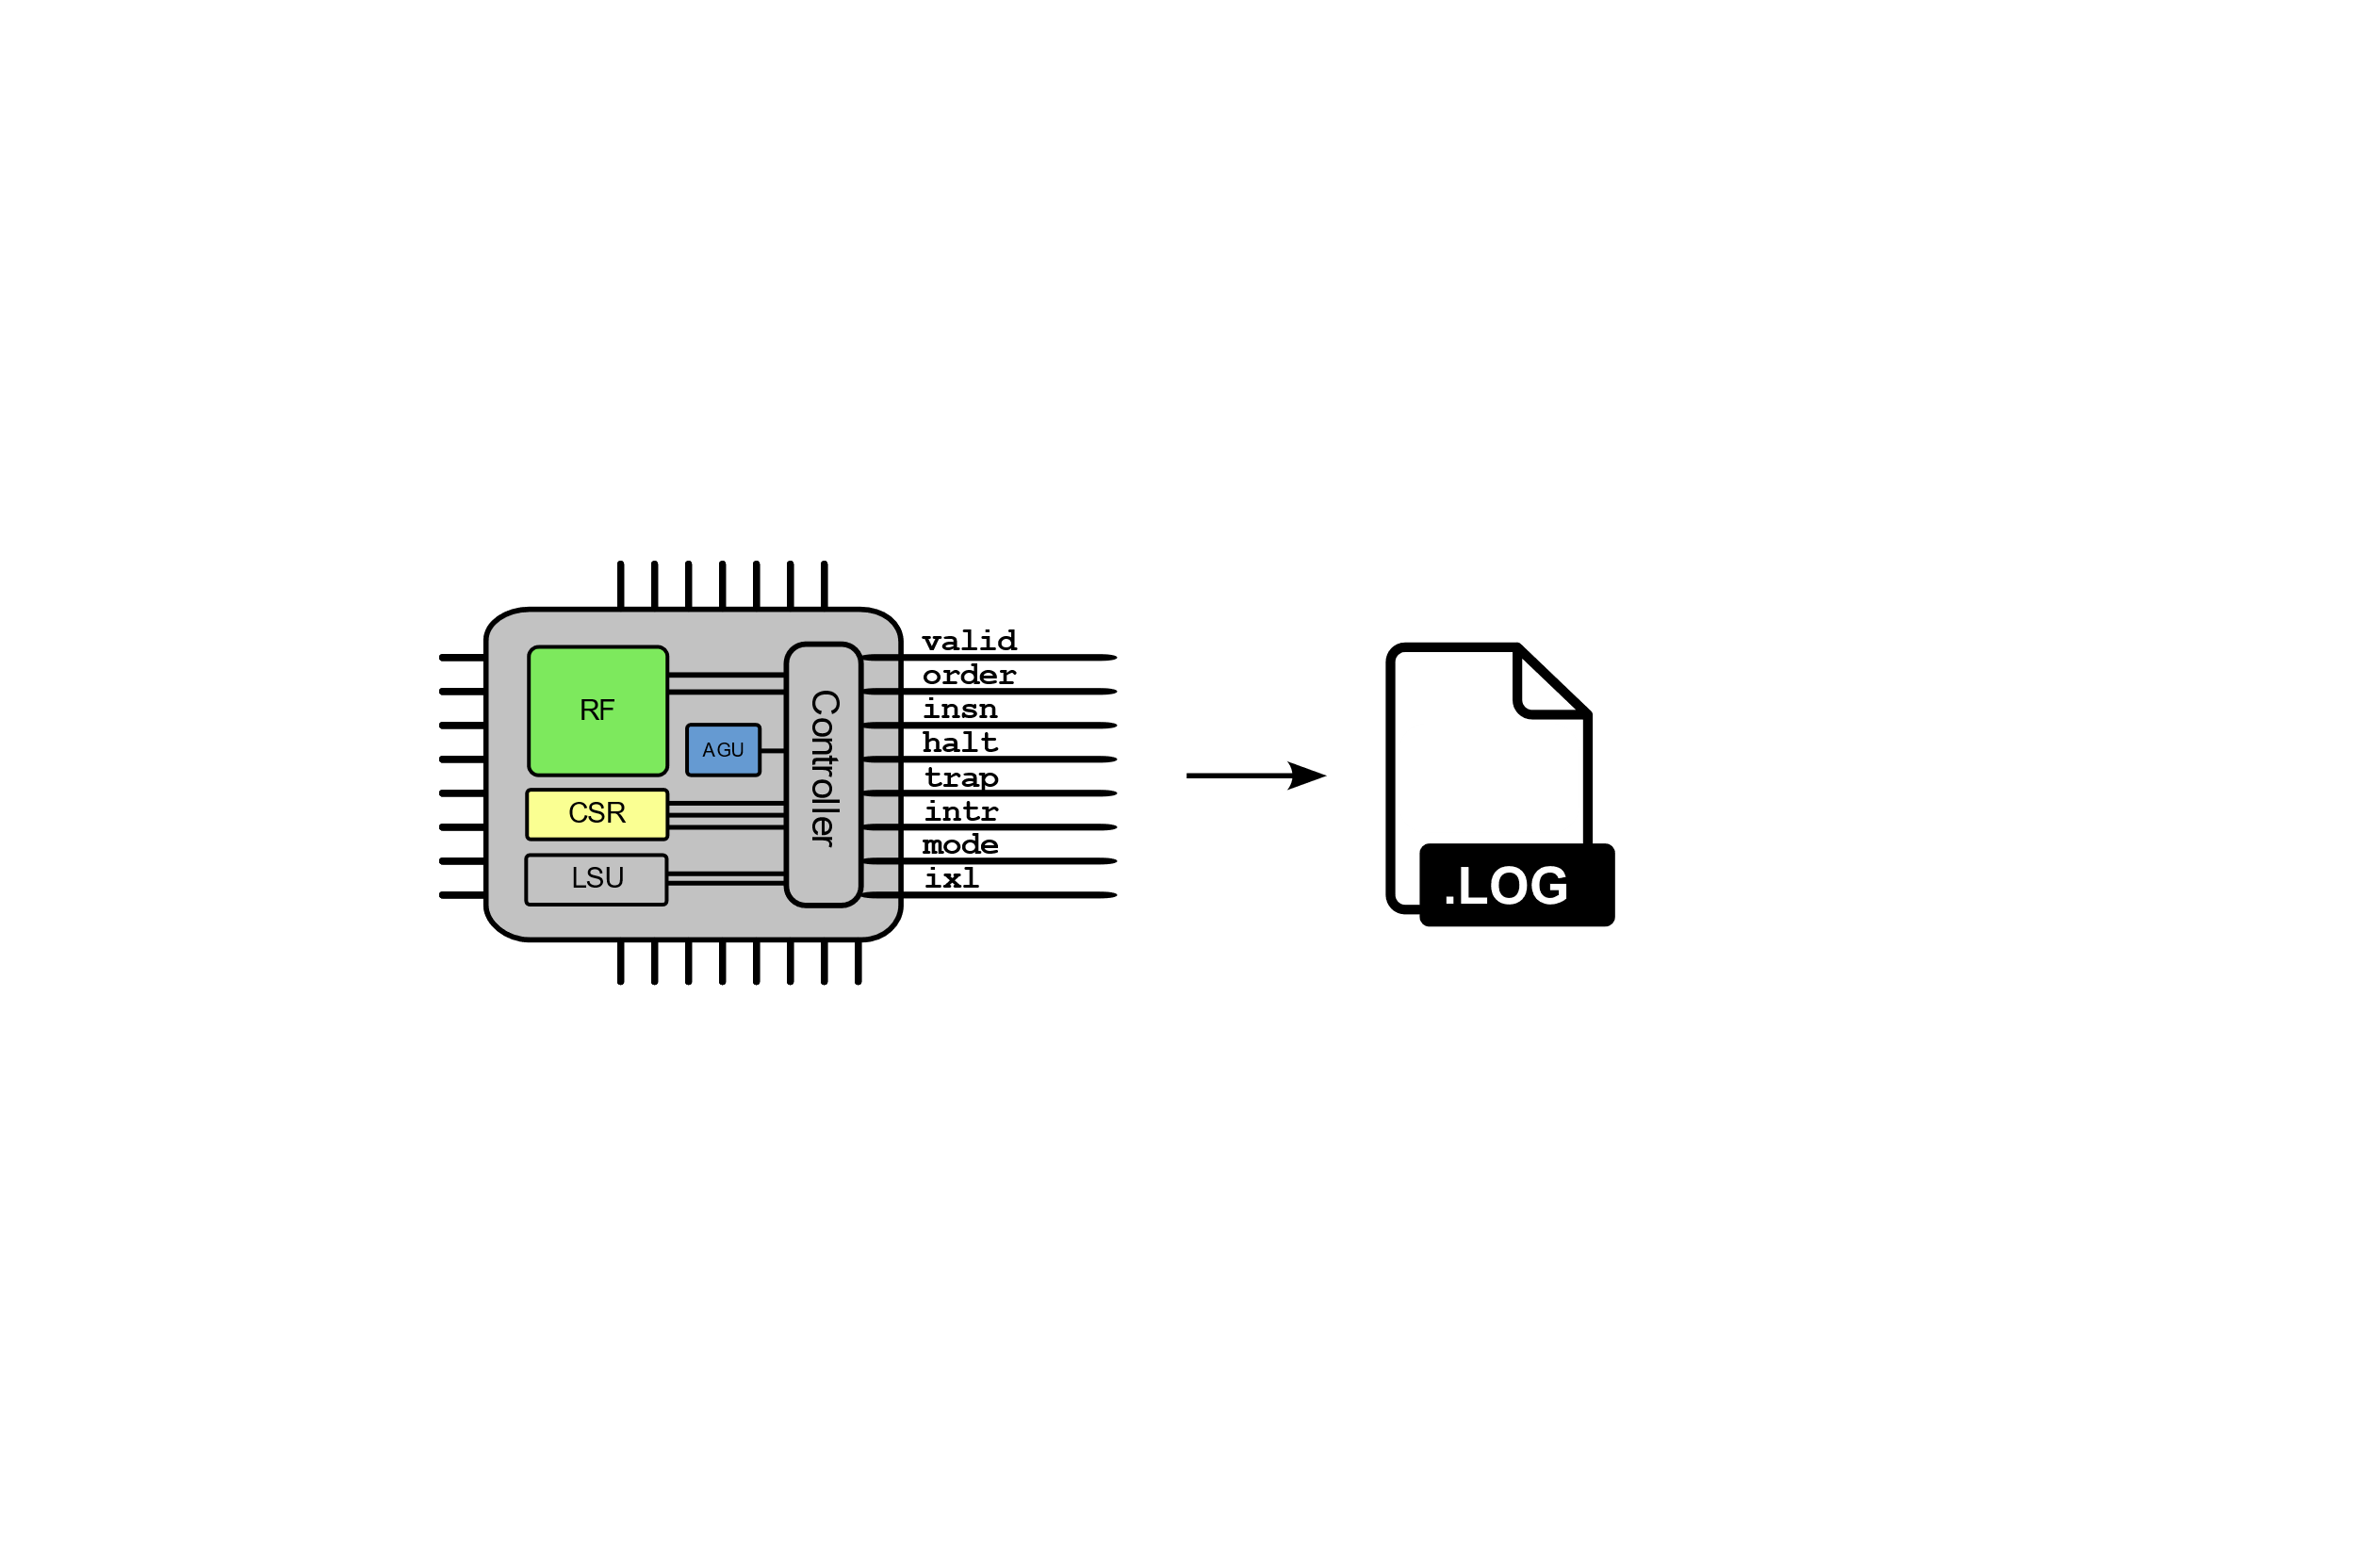 RF
AGU
CSR
LSU
Controller
valid
order
insn
halt
trap
intr
mode
ixl
.LOG